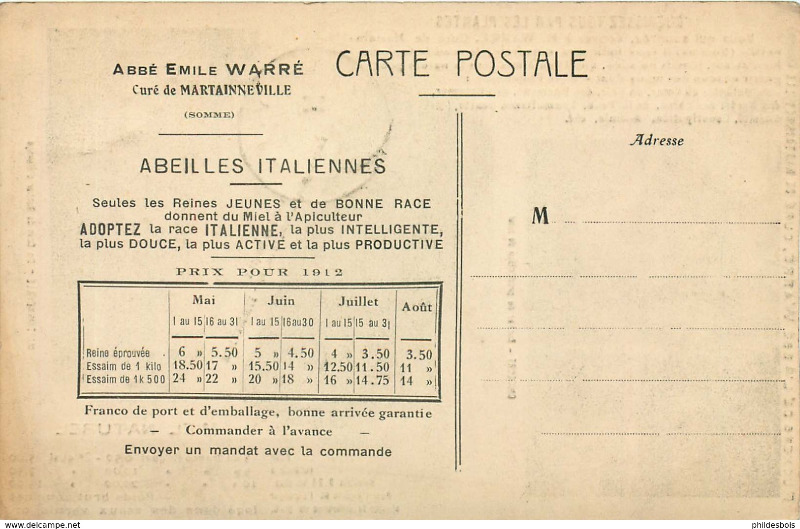 ABBÉ EMILE WARRÉ
Curé de MARTAINNEVILLE
(SOMME)
CARTE POSTALE
ABEILLES ITALIENNES
Seules les Reines JEUNES et de BONNE RACE
donnent du Miel à l'Apiculteur
ADOPTEZ la race ITALIENNE, la plus INTELLIGENTE,
la plus DOUCE, la plus ACTIVE et la plus PRODUCTIVE
PRIX POUR 1912
Mai Juin Juillet Août
1 au 15 16 au 31 1 au 15 16 au 30 1 au 15 15 au 31
Reine éprouvée . 6 » 5.50 5 » 4.50 4 » 3.50 3.50
Essaim de 1 kilo 18.50 17 » 15.50 14 » 12.50 11.50 11 »
Essaim de 1k500 24 » 22 » 20 » 18 » 16 » 14.75 14 »
Franco de port et d'emballage, bonne arrivée garantie
— Commander à l'avance —
Envoyer un mandat avec la commande
Adresse
M
www.delcampe.net
phildesbois